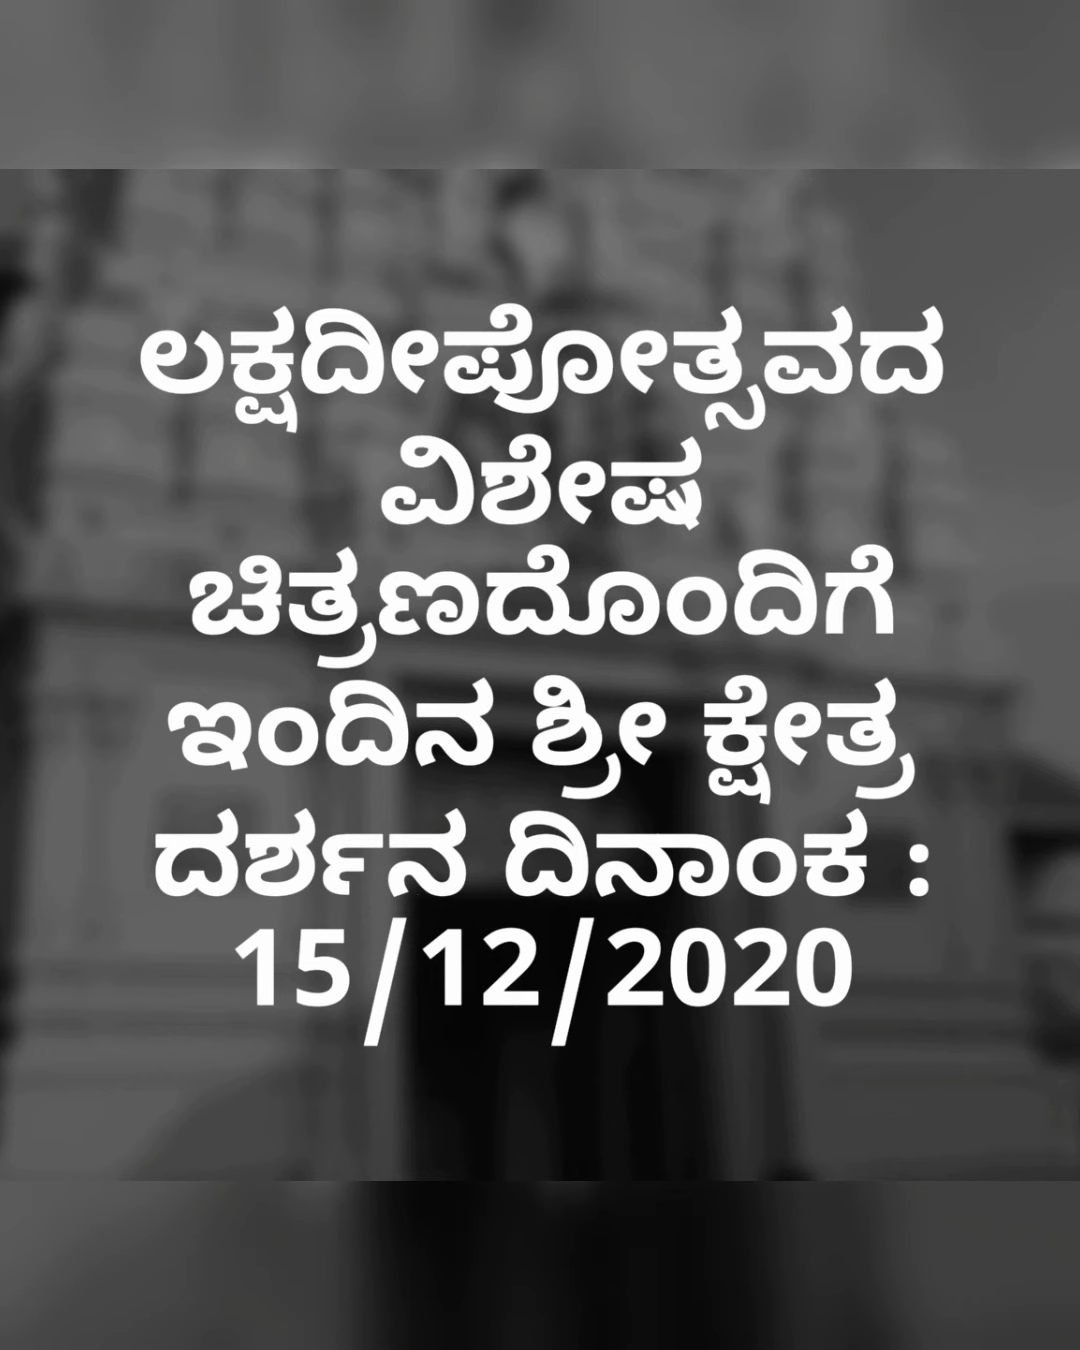 ಲಕ್ಷದೀಪೋತ್ಸವದ
ವಿಶೇಷ
ಚಿತ್ರಣದೊಂದಿಗೆ
ಇಂದಿನ ಶ್ರೀ ಕ್ಷೇತ್ರ
ದರ್ಶನ ದಿನಾಂಕ :
15/12/2020